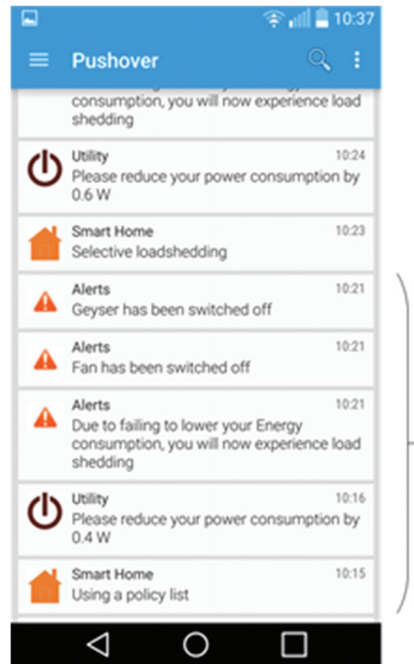 10:37
Pushover
consumption, you will now experience load
shedding
Utility 10:24
Please reduce your power consumption by
0.6 W
Smart Home 10:23
Selective loadshedding
Alerts 10:21
Geyser has been switched off
Alerts 10:21
Fan has been switched off
Alerts 10:21
Due to failing to lower your Energy
consumption, you will now experience load
shedding
Utility 10:16
Please reduce your power consumption by
0.4 W
Smart Home 10:15
Using a policy list